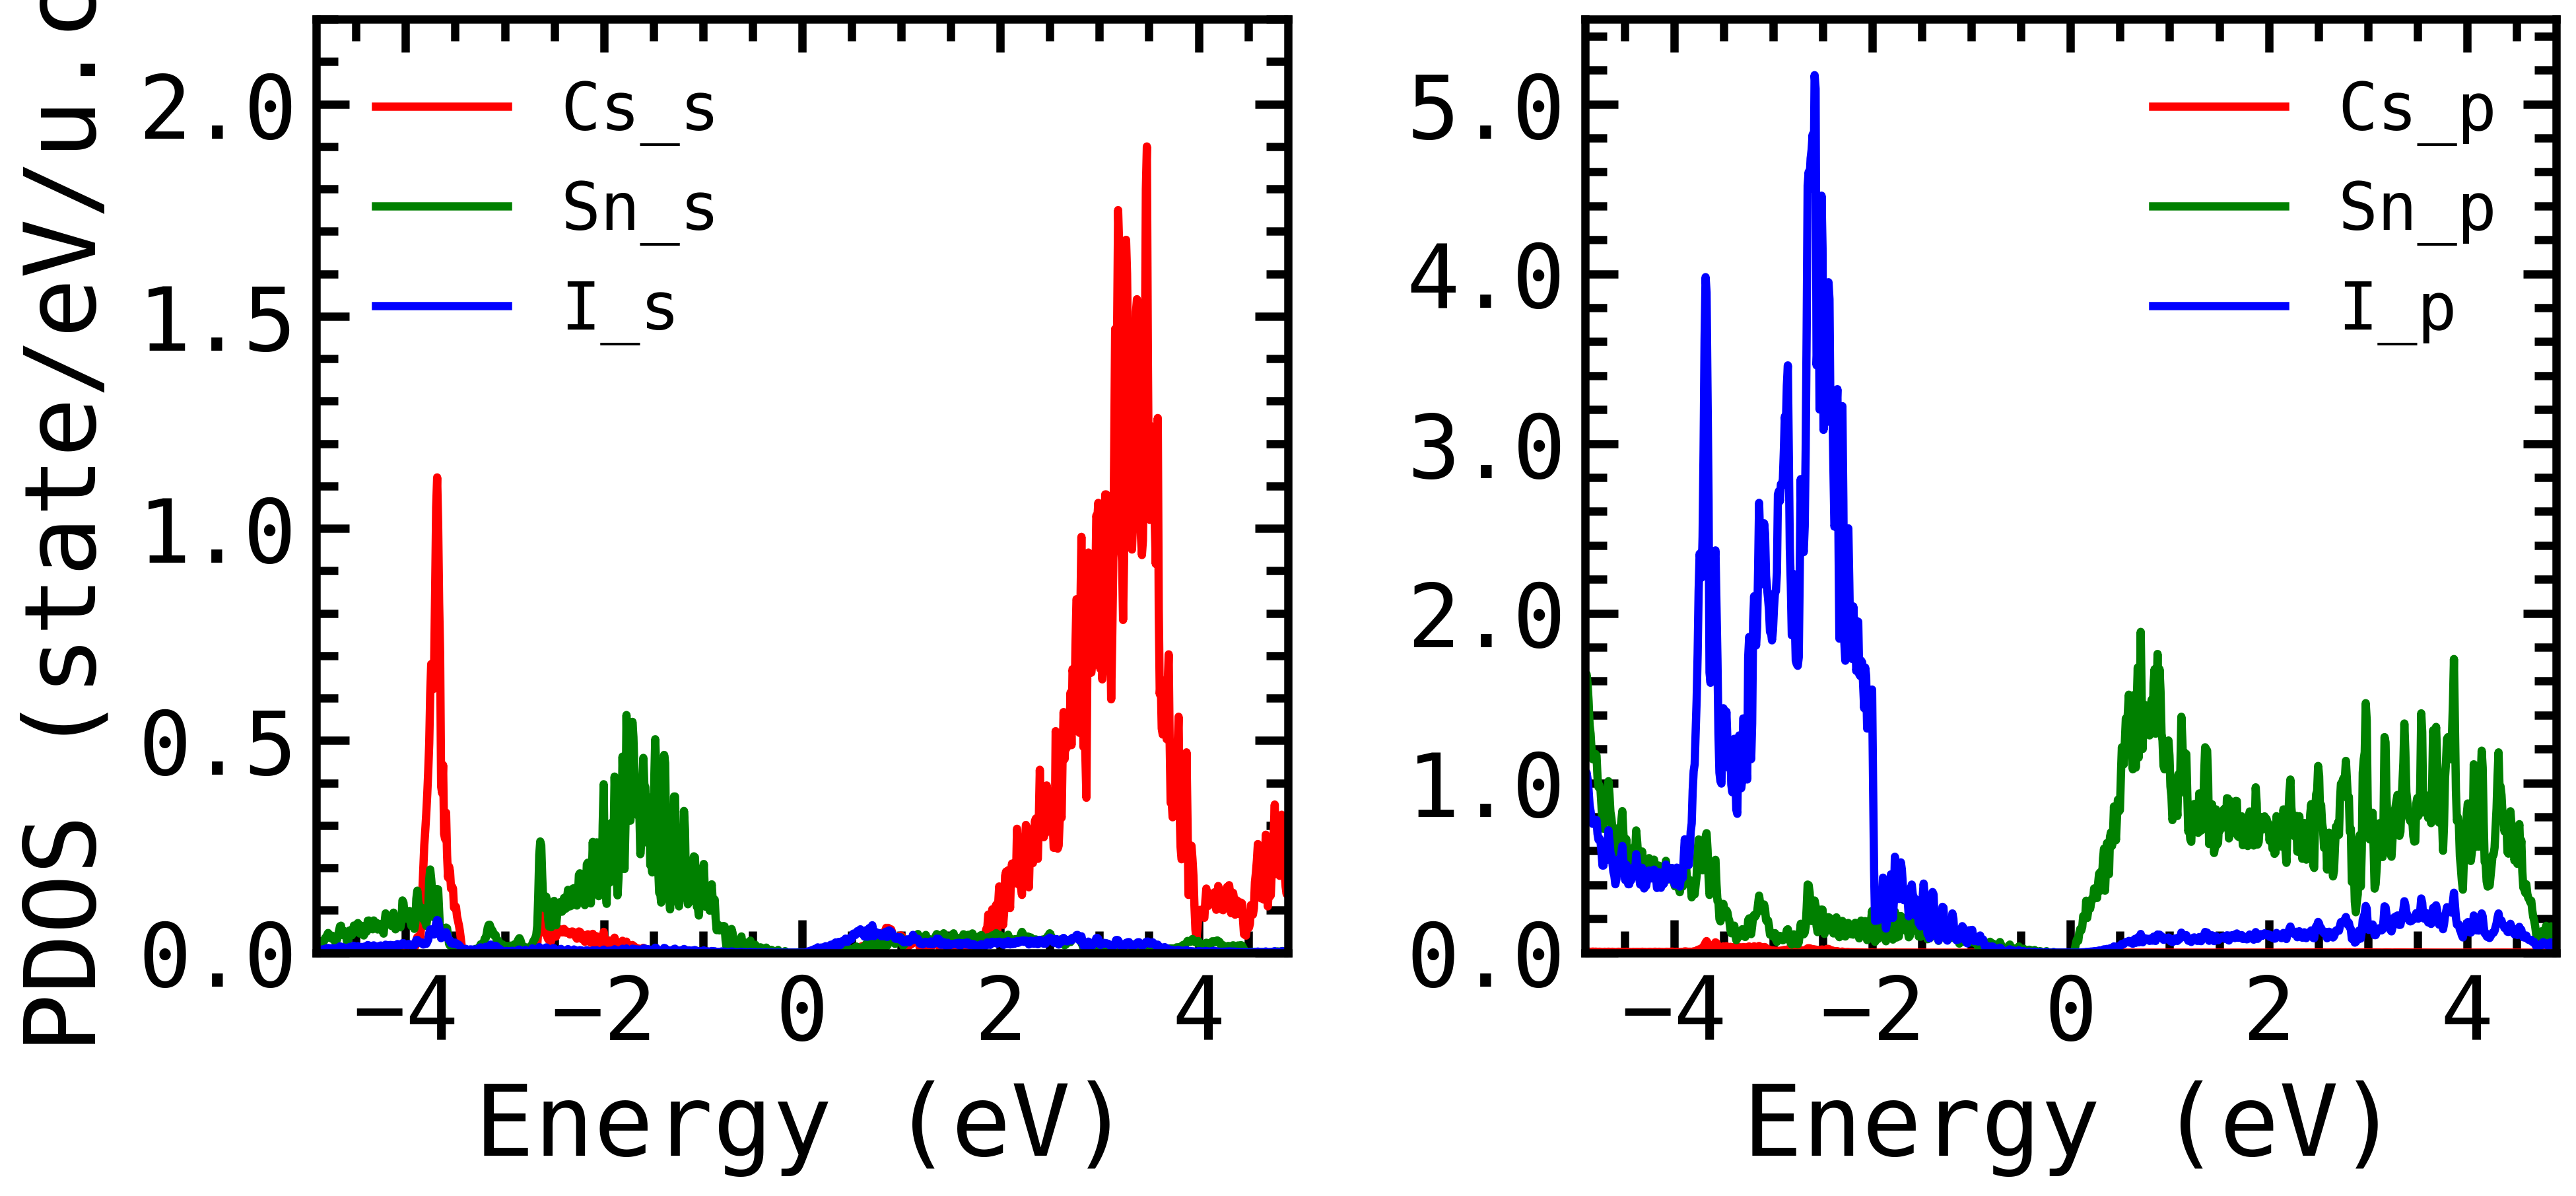 PDOS (state/eV/u.c
2.0
1.5
1.0
0.5
0.0
Cs_s
Sn_s
I_s
−4 −2 0 2 4
Energy (eV)
5.0
4.0
3.0
2.0
1.0
0.0
Cs_p
Sn_p
I_p
−4 −2 0 2 4
Energy (eV)